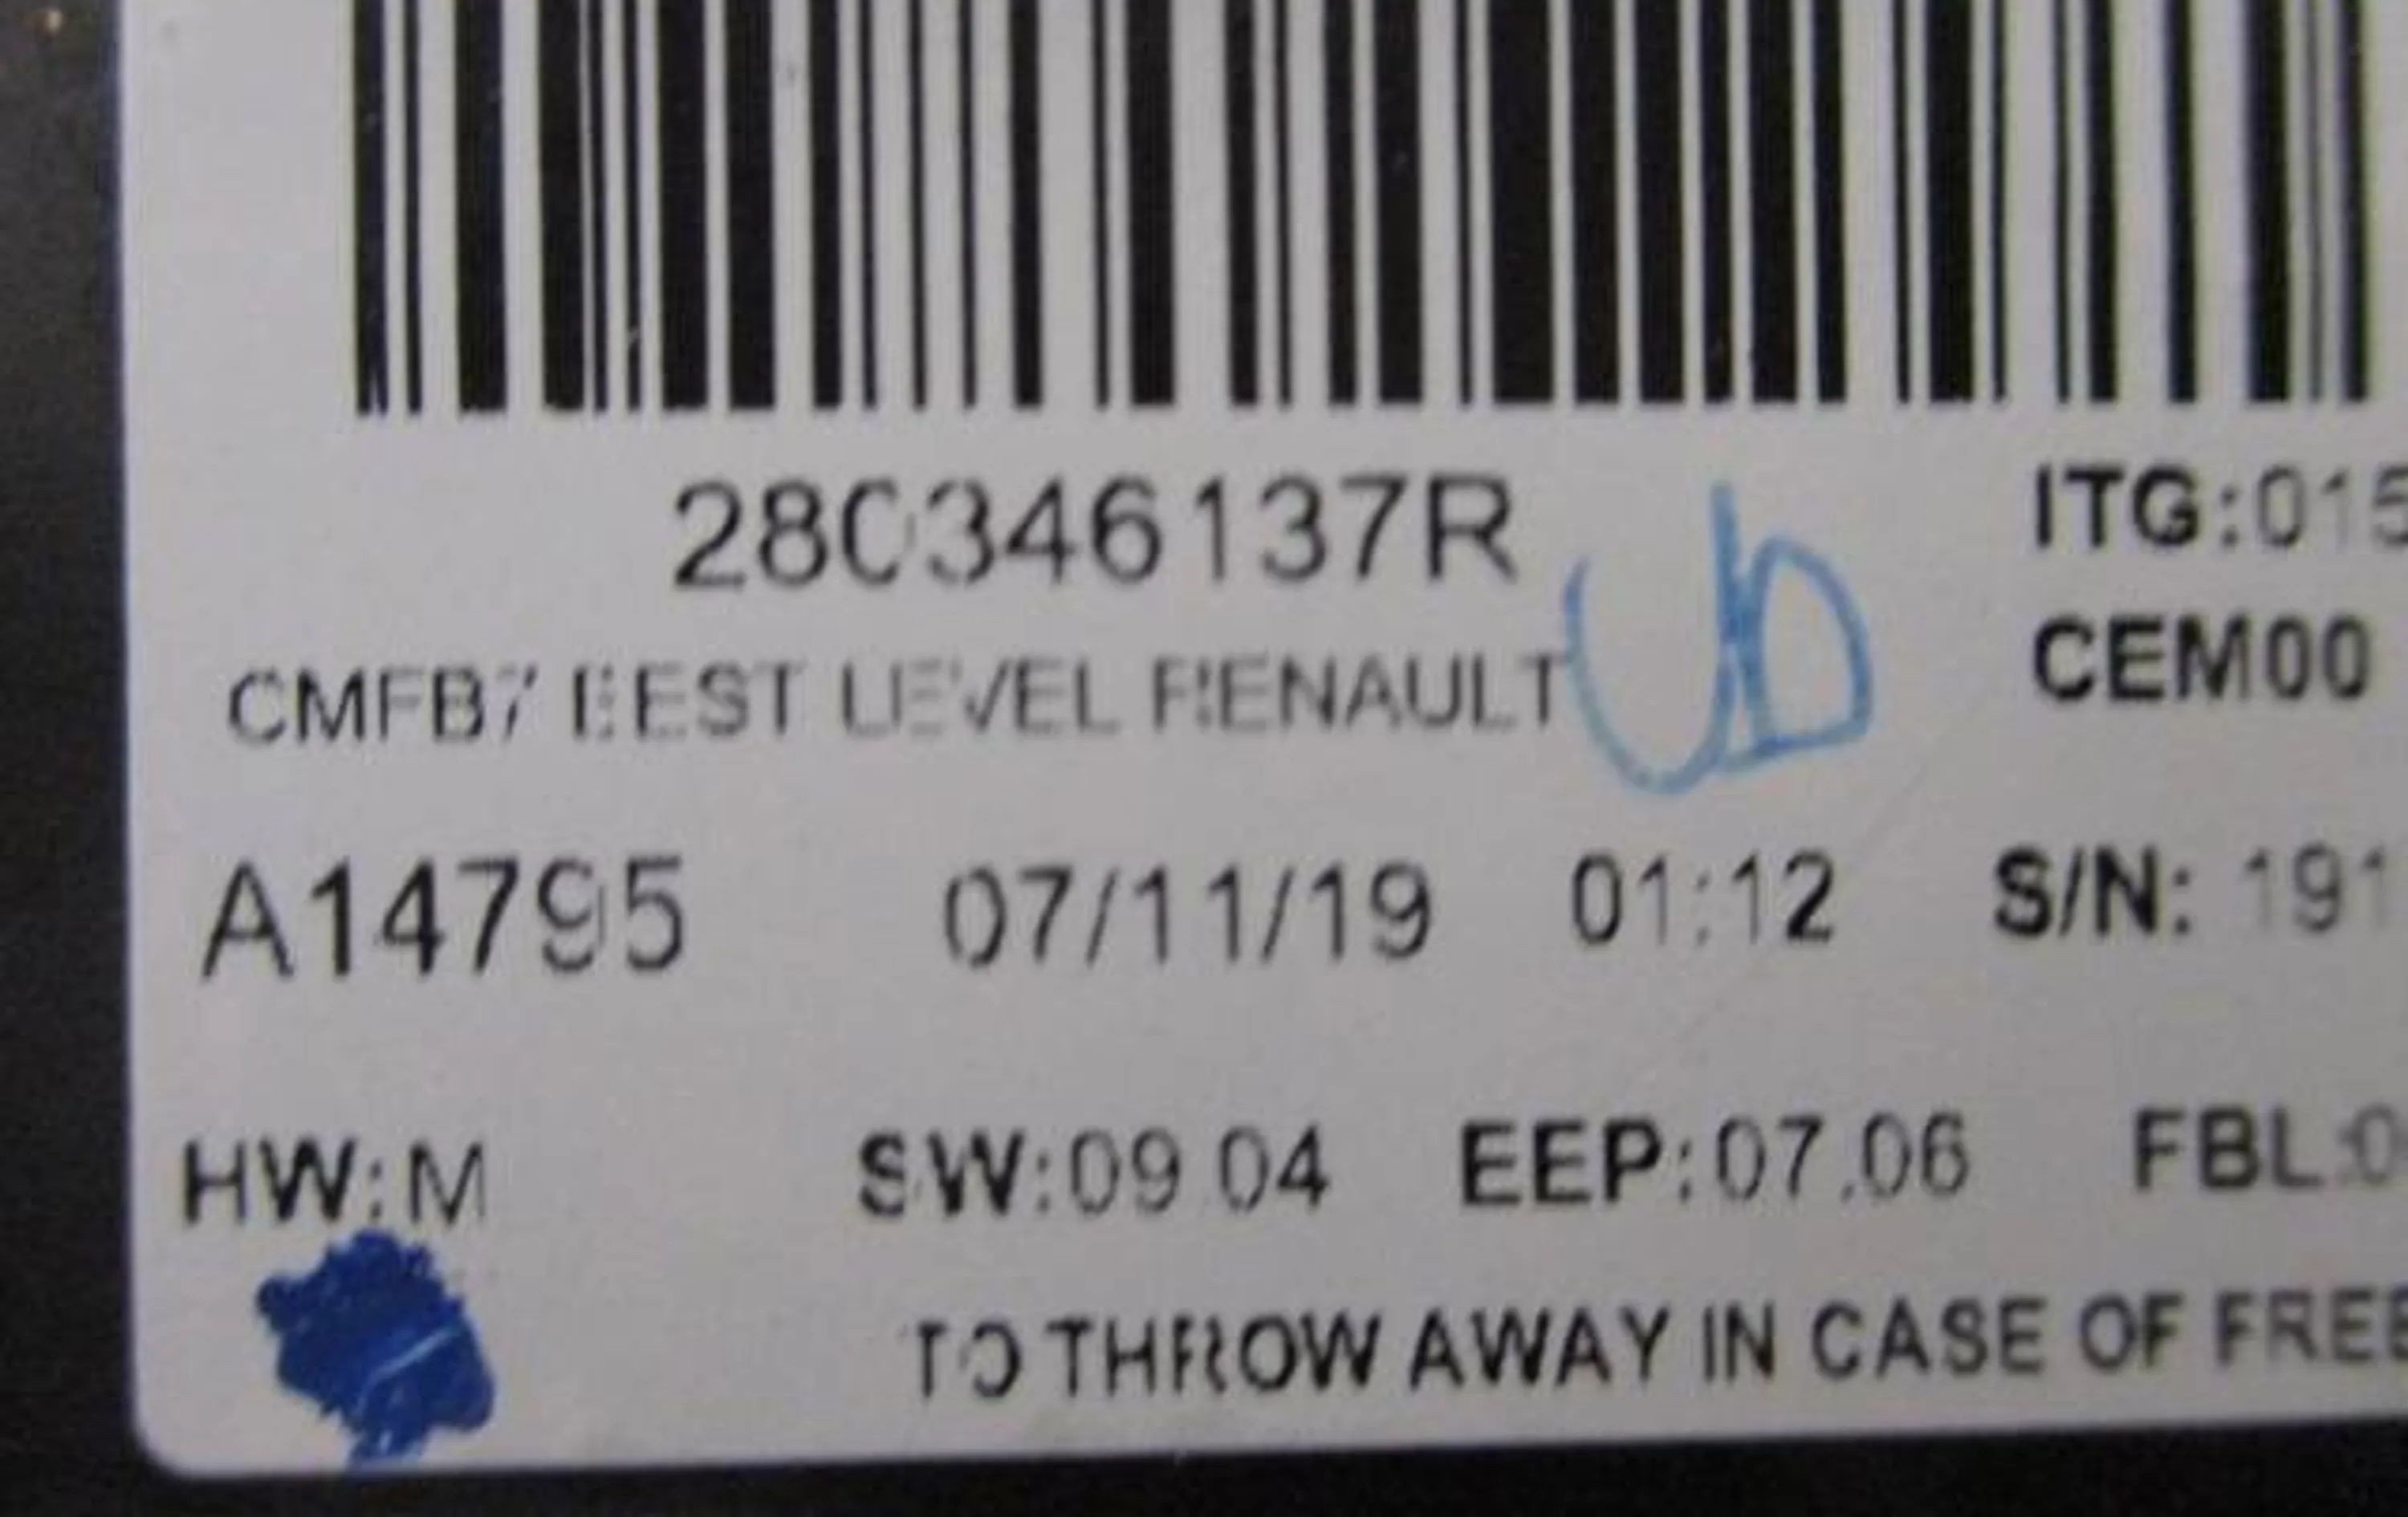 280346137R
ITG:015
CMFB7 BEST LEVEL RENAULT
CEM00
A14795 07/11/19 01:12 S/N: 191
HW:M SW:09.04 EEP:07.06 FBL:0
TO THROW AWAY IN CASE OF FREE